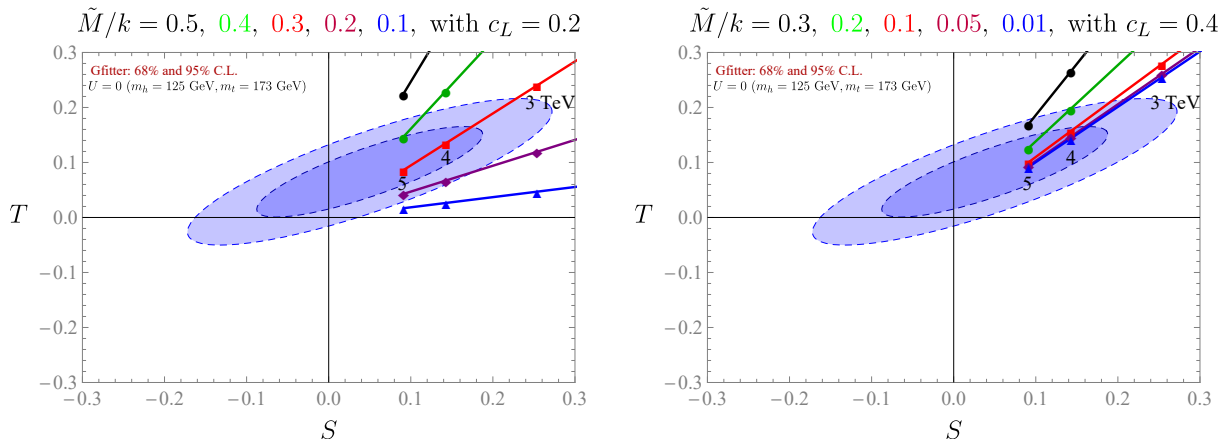 M̃/k = 0.5, 0.4, 0.3, 0.2, 0.1, with c_L = 0.2
0.3
0.2
0.1
0.0
−0.1
−0.2
−0.3
T
Gfitter: 68% and 95% C.L.
U = 0 (m_h = 125 GeV, m_t = 173 GeV)
3 TeV
4
5
−0.3 −0.2 −0.1 0.0 0.1 0.2 0.3
S
M̃/k = 0.3, 0.2, 0.1, 0.05, 0.01, with c_L = 0.4
0.3
0.2
0.1
0.0
−0.1
−0.2
−0.3
T
Gfitter: 68% and 95% C.L.
U = 0 (m_h = 125 GeV, m_t = 173 GeV)
3 TeV
4
5
−0.3 −0.2 −0.1 0.0 0.1 0.2 0.3
S